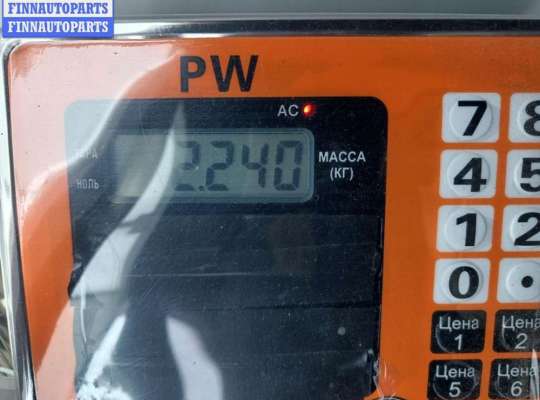 FINNAUTOPARTS
FINNAUTOPARTS
PW
AC
ТАРА
НОЛЬ
2.240
МАССА
(КГ)
7 8
4 5
1 2
0 •
Цена 1
Цена 2
Цена 5
Цена 6